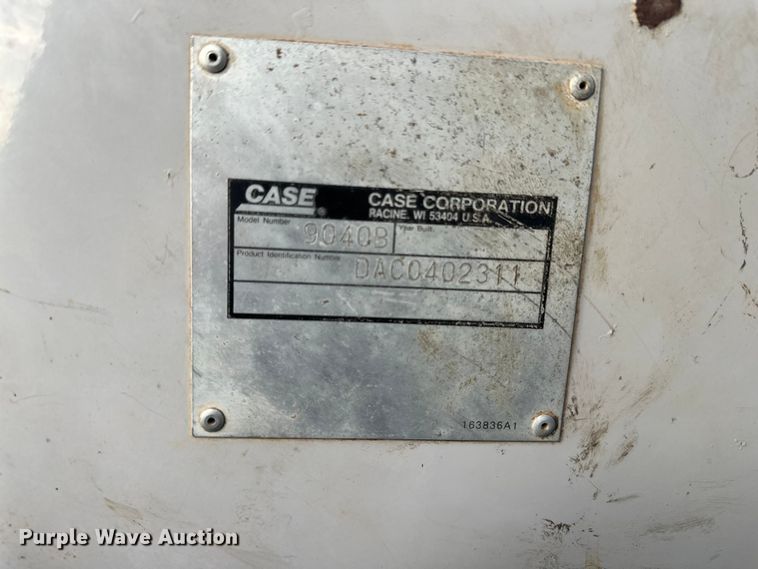 CASE ® CASE CORPORATION
RACINE, WI 53404 U.S.A.
Model Number 9040B Year Built
Product Identification Number DAC0402311
163836A1
Purple Wave Auction